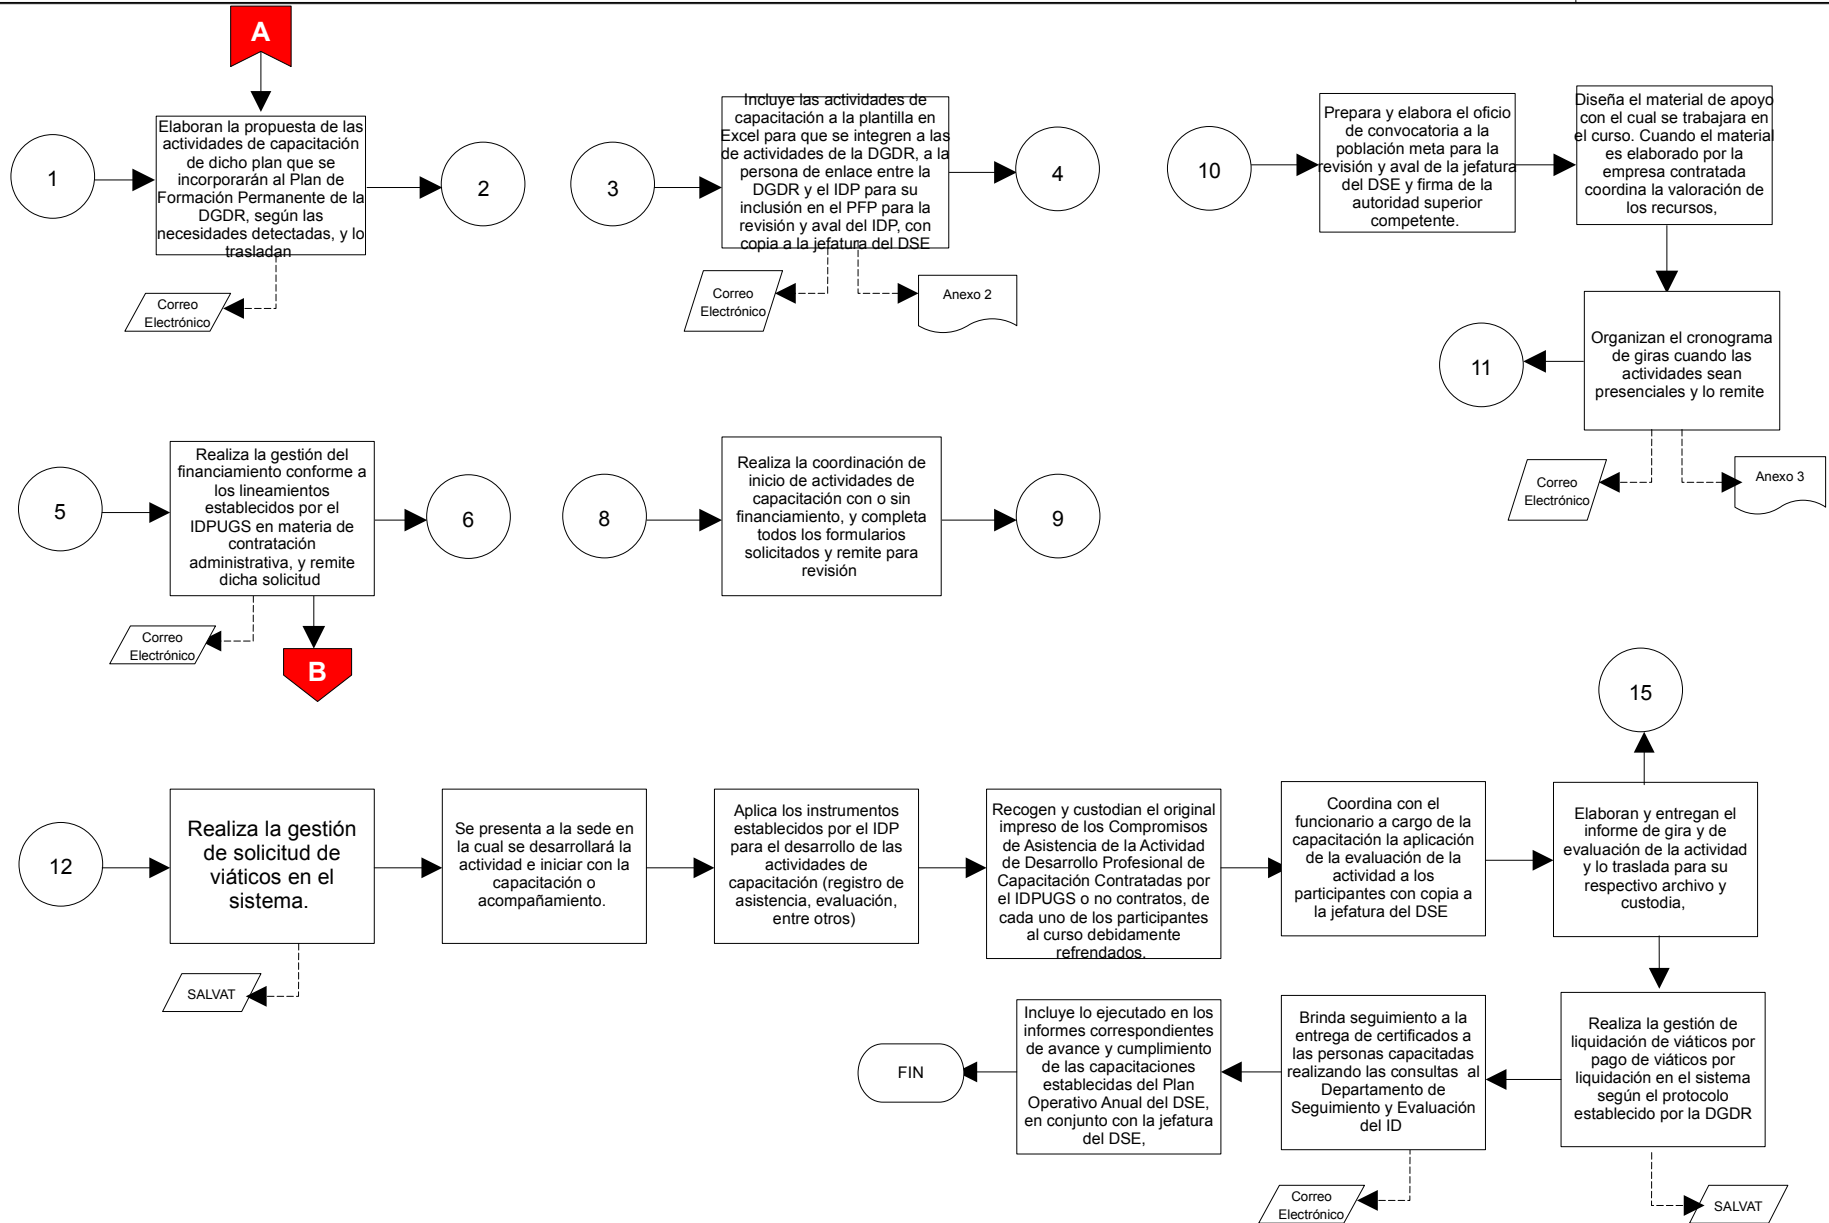 A
1
Elaboran la propuesta de las
actividades de capacitación
de dicho plan que se
incorporarán al Plan de
Formación Permanente de la
DGDR, según las
necesidades detectadas, y lo
trasladan
2
Correo
Electrónico
3
Incluye las actividades de
capacitación a la plantilla en
Excel para que se integren a las
de actividades de la DGDR, a la
persona de enlace entre la
DGDR y el IDP para su
inclusión en el PFP para la
revisión y aval del IDP, con
copia a la jefatura del DSE
4
Correo
Electrónico
Anexo 2
10
Prepara y elabora el oficio
de convocatoria a la
población meta para la
revisión y aval de la jefatura
del DSE y firma de la
autoridad superior
competente.
Diseña el material de apoyo
con el cual se trabajara en
el curso. Cuando el material
es elaborado por la
empresa contratada
coordina la valoración de
los recursos,
Organizan el cronograma
de giras cuando las
actividades sean
presenciales y lo remite
11
Correo
Electrónico
Anexo 3
5
Realiza la gestión del
financiamiento conforme a
los lineamientos
establecidos por el
IDPUGS en materia de
contratación
administrativa, y remite
dicha solicitud
6
Correo
Electrónico
B
8
Realiza la coordinación de
inicio de actividades de
capacitación con o sin
financiamiento, y completa
todos los formularios
solicitados y remite para
revisión
9
12
Realiza la gestión
de solicitud de
viáticos en el
sistema.
SALVAT
Se presenta a la sede en
la cual se desarrollará la
actividad e iniciar con la
capacitación o
acompañamiento.
Aplica los instrumentos
establecidos por el IDP
para el desarrollo de las
actividades de
capacitación (registro de
asistencia, evaluación,
entre otros)
Recogen y custodian el original
impreso de los Compromisos
de Asistencia de la Actividad
de Desarrollo Profesional de
Capacitación Contratadas por
el IDPUGS o no contratos, de
cada uno de los participantes
al curso debidamente
refrendados.
Coordina con el
funcionario a cargo de la
capacitación la aplicación
de la evaluación de la
actividad a los
participantes con copia a
la jefatura del DSE
Elaboran y entregan el
informe de gira y de
evaluación de la actividad
y lo traslada para su
respectivo archivo y
custodia,
15
Realiza la gestión de
liquidación de viáticos por
pago de viáticos por
liquidación en el sistema
según el protocolo
establecido por la DGDR
SALVAT
Brinda seguimiento a la
entrega de certificados a
las personas capacitadas
realizando las consultas al
Departamento de
Seguimiento y Evaluación
del ID
Correo
Electrónico
Incluye lo ejecutado en los
informes correspondientes
de avance y cumplimiento
de las capacitaciones
establecidas del Plan
Operativo Anual del DSE,
en conjunto con la jefatura
del DSE,
FIN